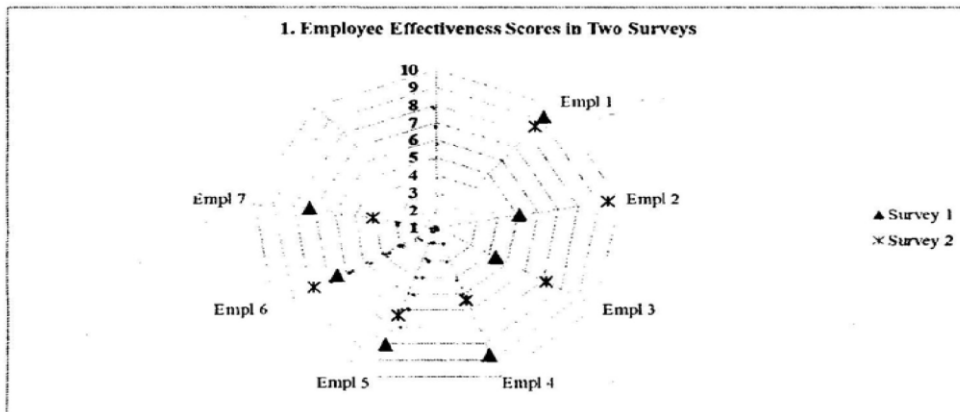 1. Employee Effectiveness Scores in Two Surveys
10
9
8
7
6
5
4
3
2
1
Empl 1
Empl 2
Empl 3
Empl 4
Empl 5
Empl 6
Empl 7
Survey 1
Survey 2